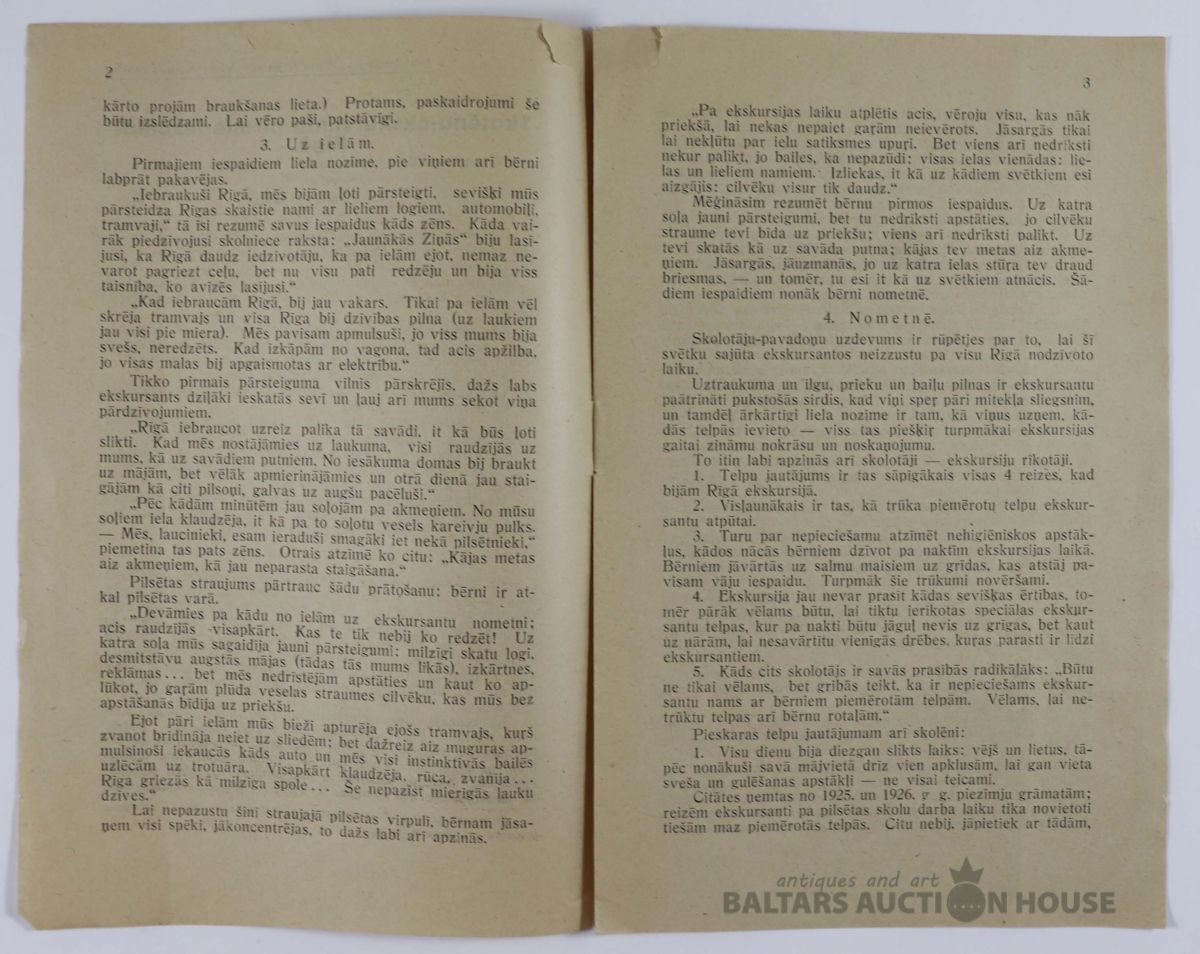 2
kārto projām braukšanas lieta.) Protams, paskaidrojumi še
būtu izslēdzami. Lai vēro paši, patstāvīgi.
3. Uz ielām.
Pirmajiem iespaidiem liela nozīme, pie viņiem arī bērni
labprāt pakavējas.
„Iebraukuši Rīgā, mēs bijām ļoti pārsteigti, sevišķi mūs
pārsteidza Rīgas skaistie nami ar lieliem logiem, automobiļi,
tramvaji,“ tā īsi rezumē savus iespaidus kāds zēns. Kāda vai-
rāk piedzīvojusi skolniece raksta: „Jaunākās Ziņās“ biju lasī-
jusi, ka Rīgā daudz iedzīvotāju, ka pa ielām ejot, nemaz ne-
varot pagriezt ceļu, bet nu visu pati redzēju un bija viss
taisnība, ko avīzēs lasījusi.“
„Kad iebraucām Rīgā, bij jau vakars. Tikai pa ielām vēl
skrēja tramvajs un visa Rīga bij dzīvības pilna (uz laukiem
jau visi pie miera). Mēs pavisam apmulsuši, jo viss mums bija
svešs, neredzēts. Kad izkāpām no vagona, tad acis apžilba,
jo visas malas bij apgaismotas ar elektrību.“
Tikko pirmais pārsteiguma vilnis pārskrējis, dažs labs
ekskursants dziļāki ieskatās sevī un ļauj arī mums sekot viņa
pārdzīvojumiem.
„Rīgā iebraucot uzreiz palika tā savādi, it kā būs ļoti
slikti. Kad mēs nostājāmies uz laukuma, visi raudzījās uz
mums, kā uz savādiem putniem. No iesākuma domas bij braukt
uz mājām, bet vēlāk apmierinājāmies un otrā dienā jau stai-
gājām kā citi pilsoņi, galvas uz augšu pacēluši.“
„Pēc kādām minūtēm jau soļojām pa akmeņiem. No mūsu
soļiem iela klaudzēja, it kā pa to soļotu vesels kareivju pulks.
— Mēs, laucinieki, esam ieraduši smagāki iet nekā pilsētnieki,“
piemetina tas pats zēns. Otrais atzīmē ko citu: „Kājas metas
aiz akmeņiem, kā jau neparasta staigāšana.“
Pilsētas straujums pārtrauc šādu prātošanu: bērni ir at-
kal pilsētas varā.
„Devāmies pa kādu no ielām uz ekskursantu nometni;
acis raudzījās visapkārt. Kas te tik nebij ko redzēt! Uz
katra soļa mūs sagaidīja jauni pārsteigumi: milzīgi skatu logi,
desmitstāvu augstās mājas (tādas tās mums likās), izkārtnes,
reklāmas... bet mēs nedrīstējām apstāties un kaut ko ap-
lūkot, jo garām plūda veselas straumes cilvēku, kas mūs bez
apstāšanās bīdīja uz priekšu.
Ejot pāri ielām mūs bieži apturēja ejošs tramvajs, kuŗš
zvanot brīdināja neiet uz sliedēm; bet dažreiz aiz muguras ap-
mulsinoši iekaucās kāds auto un mēs visi instinktīvās bailēs
uzlēcām uz trotuāra. Visapkārt klaudzēja, rūca, zvanīja...
Rīga griezās kā milzīga spole... Še nepazīst mierīgās lauku
dzīves.“
Lai nepazustu šinī straujajā pilsētas virpulī, bērnam jāsa-
ņem visi spēki, jākoncentrējas, to dažs labi arī apzinās.
3
„Pa ekskursijas laiku atplētis acis, vēroju visu, kas nāk
priekšā, lai nekas nepaiet gaŗām neievērots. Jāsargās tikai
lai nekļūtu par ielu satiksmes upuri. Bet viens arī nedrīksti
nekur palikt, jo bailes, ka nepazūdi: visas ielas vienādas: lie-
las un lieliem namiem. Izliekas, it kā uz kādiem svētkiem esi
aizgājis; cilvēku visur tik daudz.“
Mēģināsim rezumēt bērnu pirmos iespaidus. Uz katra
soļa jauni pārsteigumi, bet tu nedrīksti apstāties, jo cilvēku
straume tevi bīda uz priekšu; viens arī nedrīksti palikt. Uz
tevi skatās kā uz savāda putna; kājas tev metas aiz akme-
ņiem. Jāsargās, jāuzmanās, jo uz katra ielas stūŗa tev draud
briesmas, — un tomēr, tu esi it kā uz svētkiem atnācis. Šā-
diem iespaidiem nonāk bērni nometnē.
4. Nometnē.
Skolotāju-pavadoņu uzdevums ir rūpēties par to, lai šī
svētku sajūta ekskursantos neizzustu pa visu Rīgā nodzīvoto
laiku.
Uztraukuma un ilgu, prieku un baiļu pilnas ir ekskursantu
paātrināti pukstošās sirdis, kad viņi sper pāri mitekļa sliegsnim,
un tamdēļ ārkārtīgi liela nozīme ir tam, kā viņus uzņem, kā-
dās telpās ievieto — viss tas piešķir turpmākai ekskursijas
gaitai zināmu nokrāsu un noskaņojumu.
To itin labi apzinās arī skolotāji — ekskursiju rīkotāji.
1. Telpu jautājums ir tas sāpīgākais visas 4 reizes, kad
bijām Rīgā ekskursijā.
2. Visļaunākais ir tas, kā trūka piemērotų telpu ekskur-
santu atpūtai.
3. Turu par nepieciešamu atzīmēt nehigiēniskos apstāk-
ļus, kādos nācās bērniem dzīvot pa naktīm ekskursijas laikā.
Bērniem jāvārtās uz salmu maisiem uz grīdas, kas atstāj pa-
visam vāju iespaidu. Turpmāk šie trūkumi novēršami.
4. Ekskursija jau nevar prasīt kādas sevišķas ērtības, to-
mēr pārāk vēlams būtu, lai tiktu ierīkotas speciālas ekskur-
santu telpas, kur pa nakti būtu jāguļ nevis uz grīgas, bet kaut
uz nārām, lai nesavārtītu vienīgās drēbes, kuŗas parasti ir līdzi
ekskursantiem.
5. Kāds cits skolotājs ir savās prasībās radikālāks: „Būtu
ne tikai vēlams, bet gribās teikt, ka ir nepieciešams ekskur-
santu nams ar bērniem piemērotām telpām. Vēlams, lai ne-
trūktu telpas arī bērnu rotaļām.“
Pieskaras telpu jautājumam arī skolēni:
1. Visu dienu bija diezgan slikts laiks: vējš un lietus, tā-
pēc nonākuši savā mājvietā drīz vien apklusām, lai gan vieta
sveša un gulēšanas apstākļi — ne visai teicami.
Citātes ņemtas no 1925. un 1926. g g. piezīmju grāmatām;
reizēm ekskursanti pa pilsētas skolu darba laiku tika novietoti
tiešām maz piemērotās telpās. Citu nebij, jāpietiek ar tādām,
antiques and art
BALTARS AUCTION HOUSE